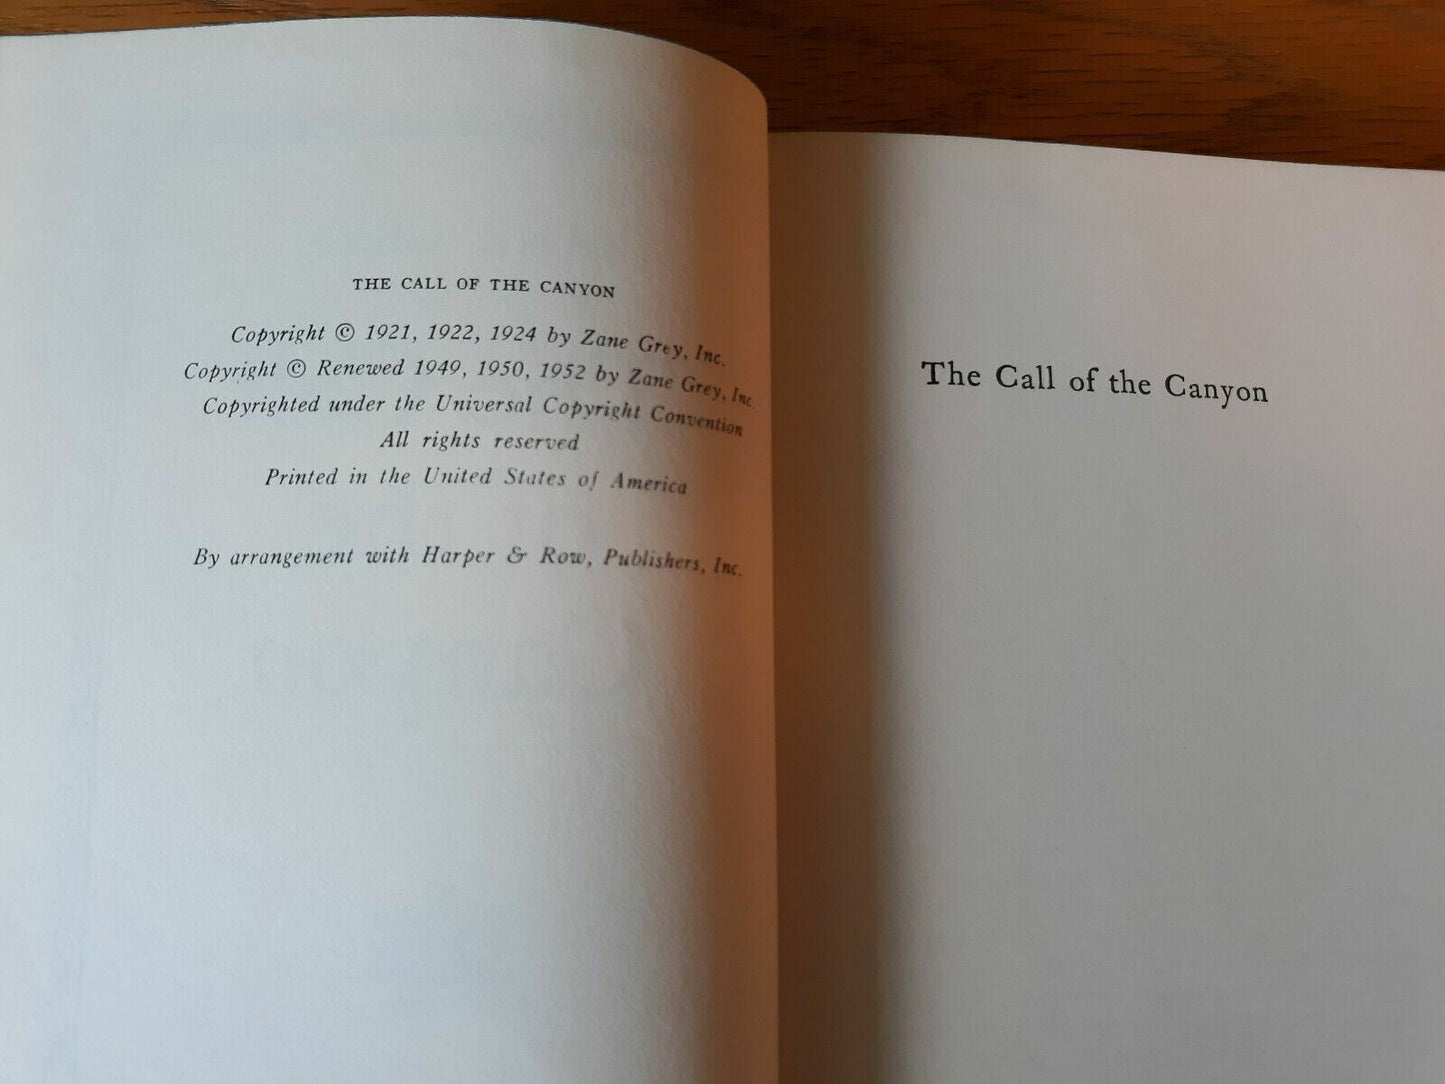 THE CALL OF THE CANYON
Copyright © 1921, 1922, 1924 by Zane Grey, Inc.
Copyright © Renewed 1949, 1950, 1952 by Zane Grey, Inc.
Copyrighted under the Universal Copyright Convention
All rights reserved
Printed in the United States of America
By arrangement with Harper & Row, Publishers, Inc.
The Call of the Canyon